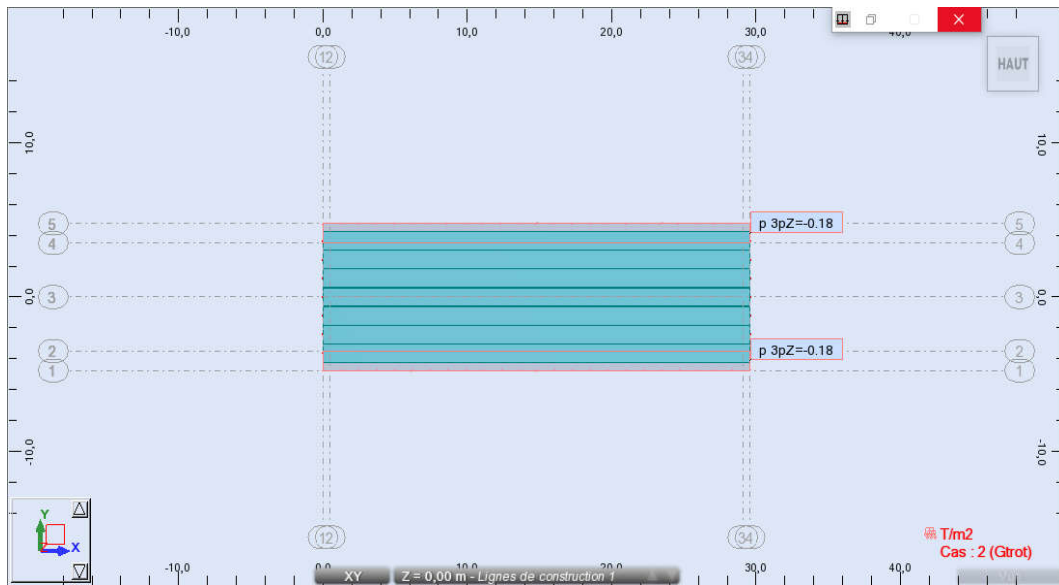 -10,0 0,0 10,0 20,0 30,0 40,0
12 34
HAUT
10,0 10,0
5 p 3pZ=-0.18 5
4 4
0,0 3 3 0,0
2 p 3pZ=-0.18 2
1 1
-10,0 -10,0
Y
X
12 34
T/m2
Cas : 2 (Gtrot)
-10,0 0,0 10,0 20,0 30,0
XY Z = 0,00 m - Lignes de construction 1